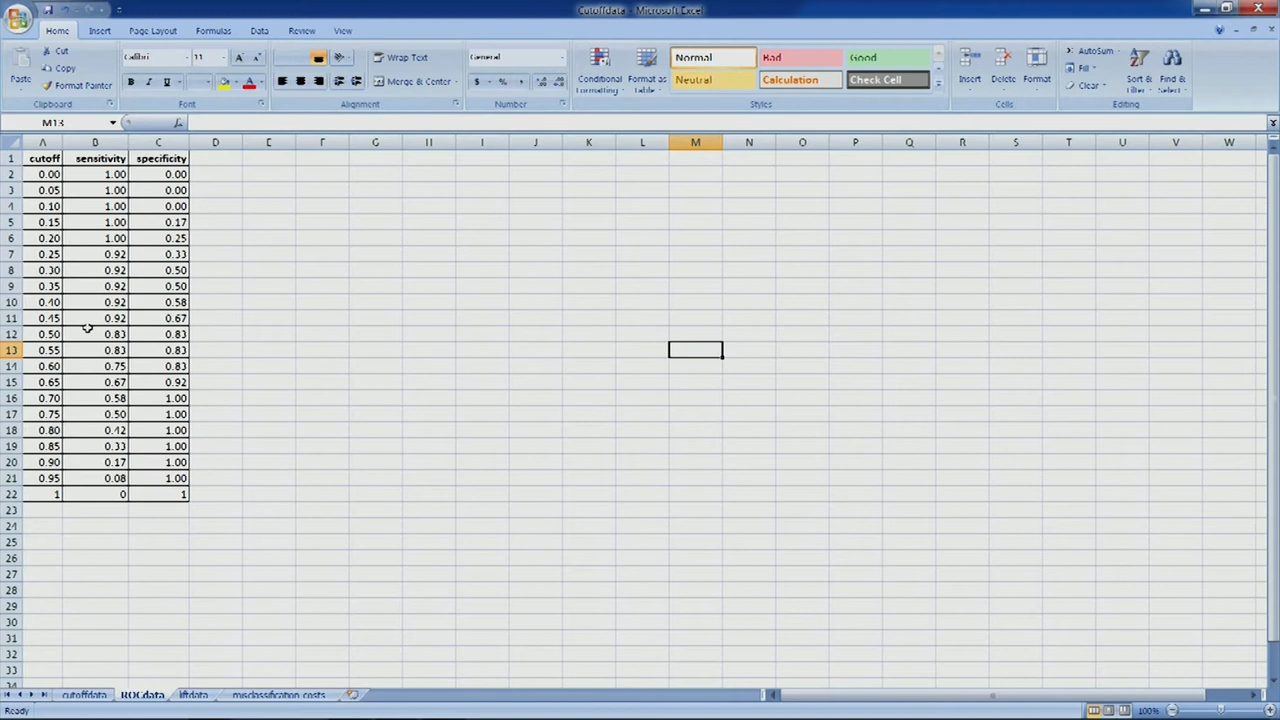 Cutoffdata - Microsoft Excel
Home Insert Page Layout Formulas Data Review View
Cut Calibri 11 Wrap Text General Normal Bad Good AutoSum
Copy Fill
Paste Format Painter B I U A Merge & Center $ % , Conditional Formatting Format as Table Neutral Calculation Check Cell Insert Delete Format Clear Sort & Filter Find & Select
Clipboard Font Alignment Number Styles Cells Editing
M13
A B C D E F G H I J K L M N O P Q R S T U V W
1 cutoff sensitivity specificity
2 0.00 1.00 0.00
3 0.05 1.00 0.00
4 0.10 1.00 0.00
5 0.15 1.00 0.17
6 0.20 1.00 0.25
7 0.25 0.92 0.33
8 0.30 0.92 0.50
9 0.35 0.92 0.50
10 0.40 0.92 0.58
11 0.45 0.92 0.67
12 0.50 0.83 0.83
13 0.55 0.83 0.83
14 0.60 0.75 0.83
15 0.65 0.67 0.92
16 0.70 0.58 1.00
17 0.75 0.50 1.00
18 0.80 0.42 1.00
19 0.85 0.33 1.00
20 0.90 0.17 1.00
21 0.95 0.08 1.00
22 1 0 1
23
24
25
26
27
28
29
30
31
32
33
cutoffdata ROCdata liftdata misclassification costs
Ready 100%